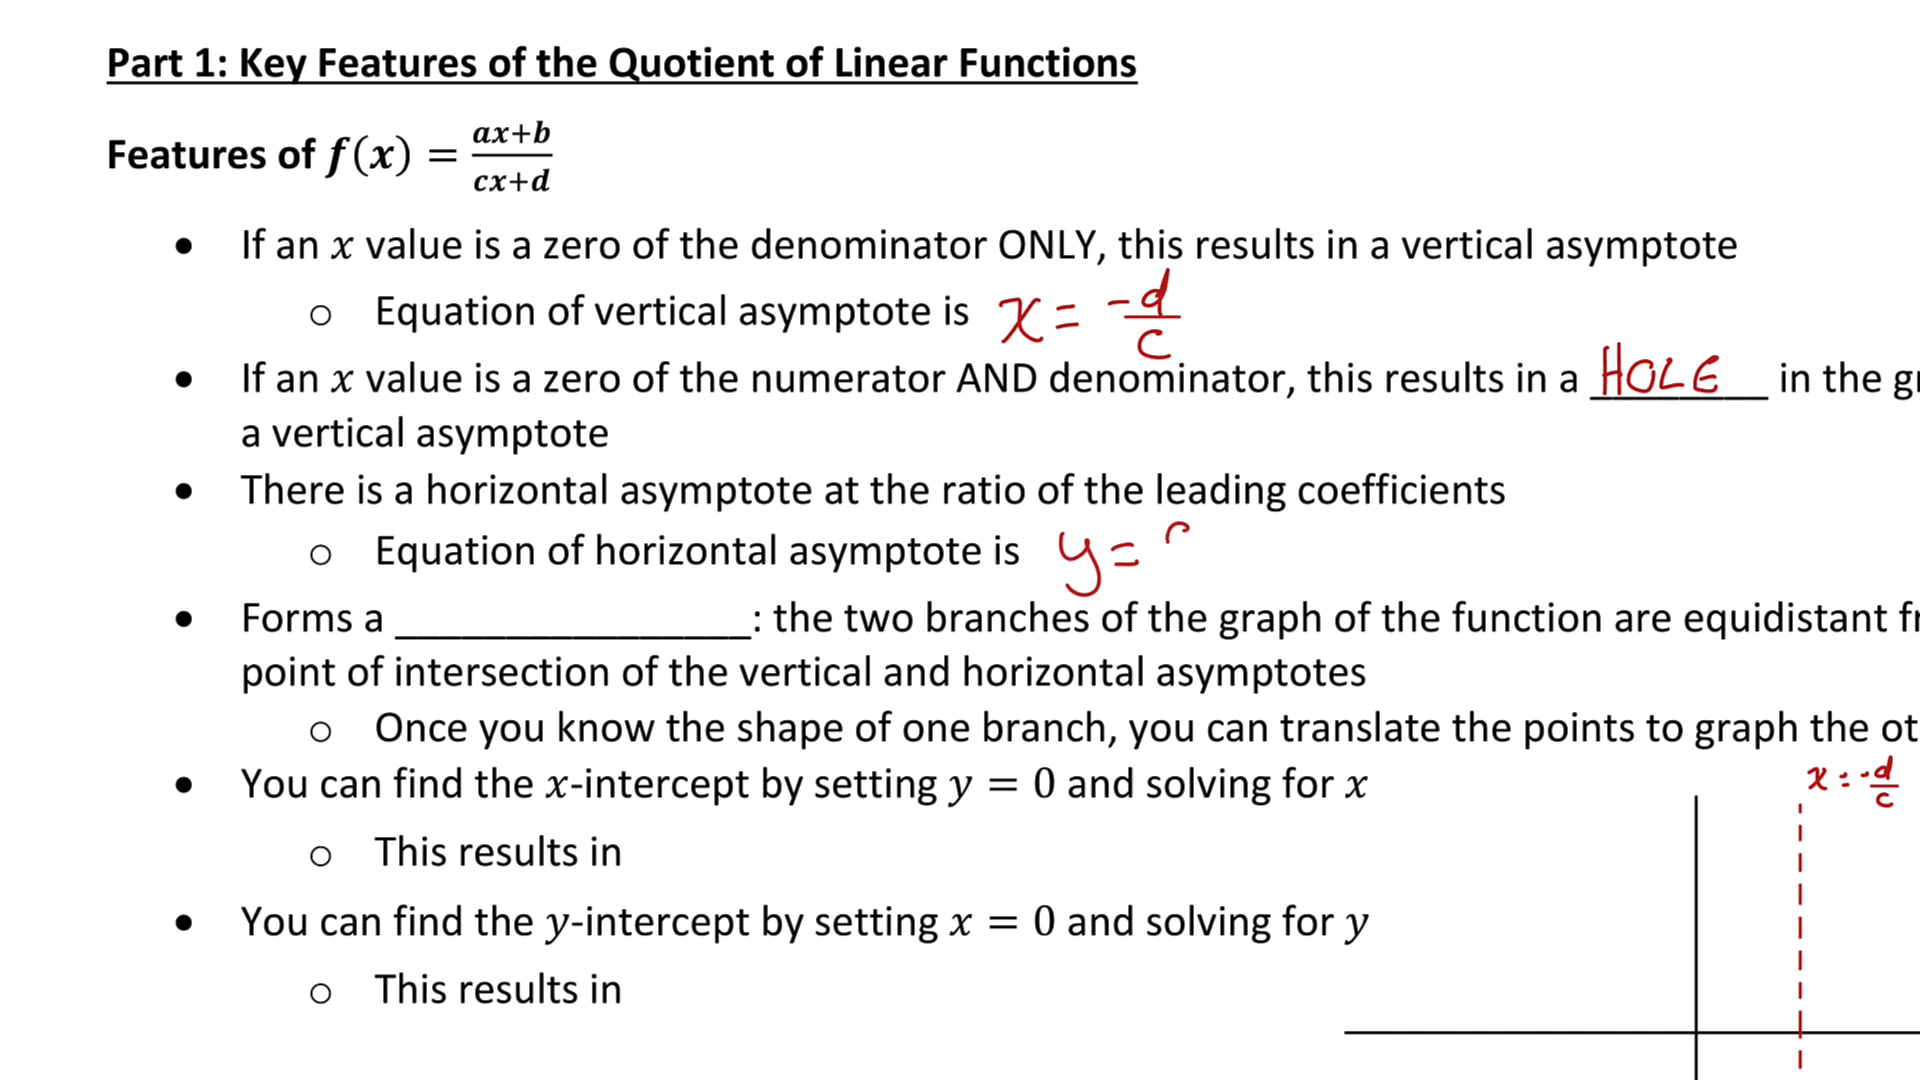 Part 1: Key Features of the Quotient of Linear Functions
Features of f(x) = ax+b/cx+d
• If an x value is a zero of the denominator ONLY, this results in a vertical asymptote
○ Equation of vertical asymptote is x = -d/c
• If an x value is a zero of the numerator AND denominator, this results in a HOLE in the
a vertical asymptote
• There is a horizontal asymptote at the ratio of the leading coefficients
○ Equation of horizontal asymptote is y =
• Forms a ________________: the two branches of the graph of the function are equidistant
point of intersection of the vertical and horizontal asymptotes
○ Once you know the shape of one branch, you can translate the points to graph the
• You can find the x-intercept by setting y = 0 and solving for x
x = -d/c
○ This results in
• You can find the y-intercept by setting x = 0 and solving for y
○ This results in